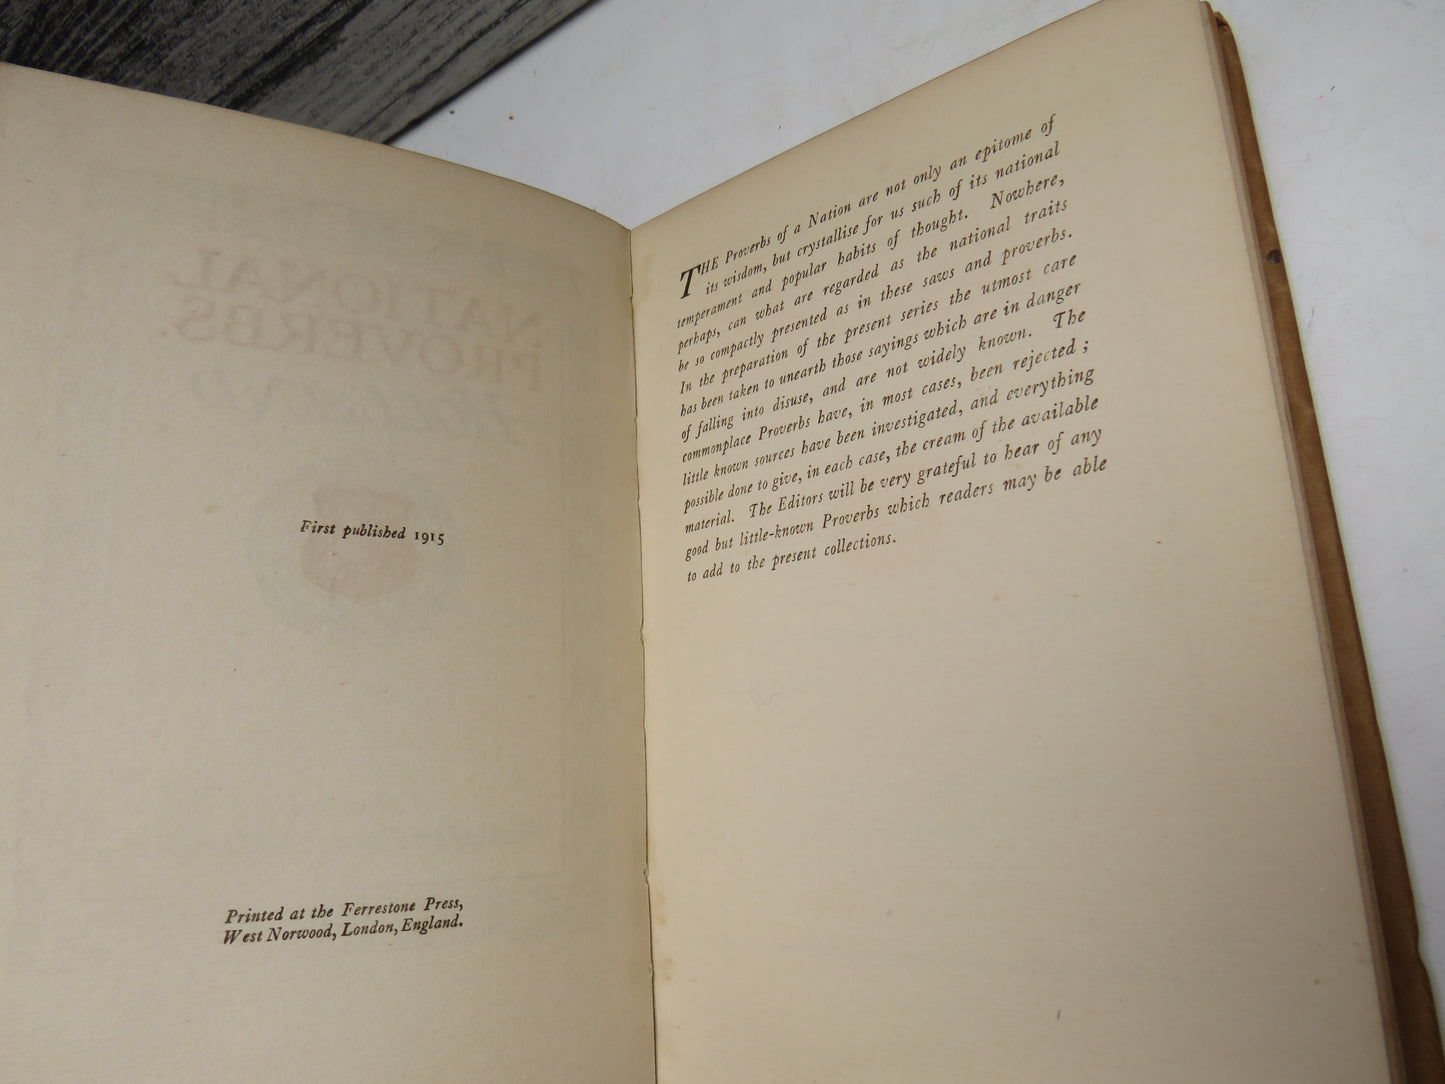 First published 1915
Printed at the Ferrestone Press,
West Norwood, London, England.
THE Proverbs of a Nation are not only an epitome of
its wisdom, but crystallise for us such of its national
temperament and popular habits of thought. Nowhere,
perhaps, can what are regarded as the national traits
be so compactly presented as in these saws and proverbs.
In the preparation of the present series the utmost care
has been taken to unearth those sayings which are in danger
of falling into disuse, and are not widely known. The
commonplace Proverbs have, in most cases, been rejected ;
little known sources have been investigated, and everything
possible done to give, in each case, the cream of the available
material. The Editors will be very grateful to hear of any
good but little-known Proverbs which readers may be able
to add to the present collections.